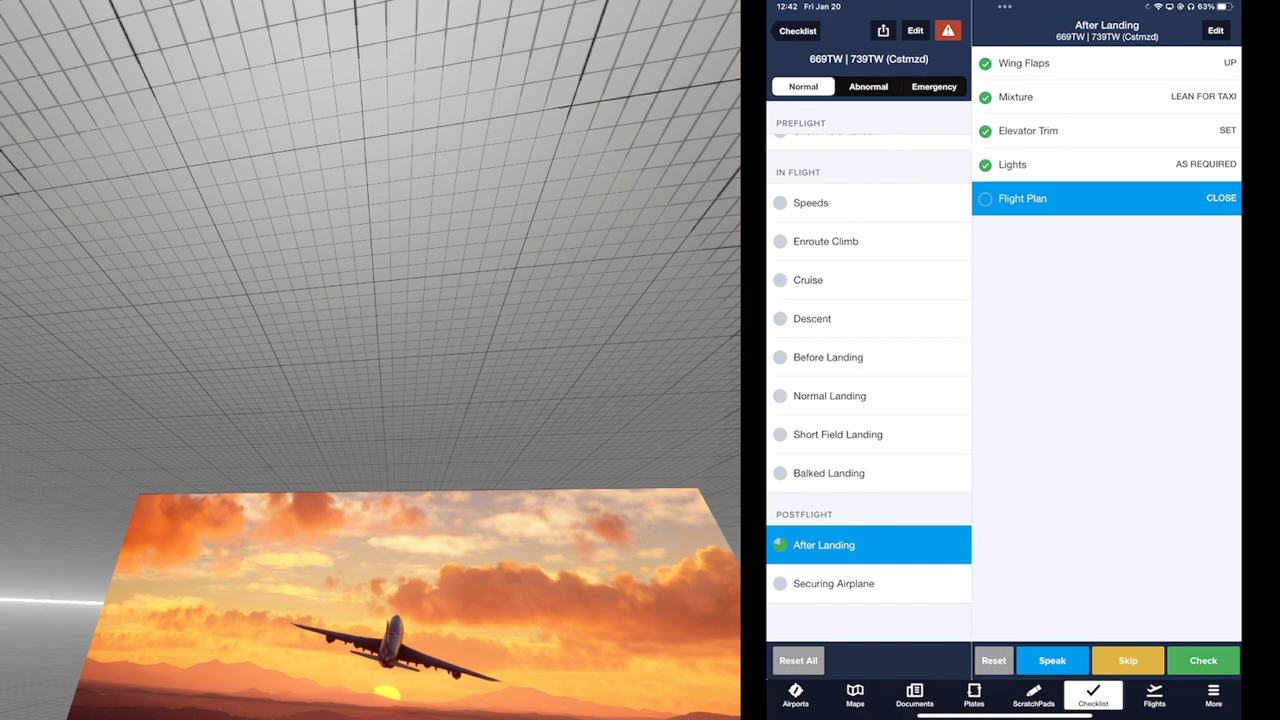 12:42 Fri Jan 20
63%
Checklist
Edit
669TW | 739TW (Cstmzd)
Normal
Abnormal
Emergency
PREFLIGHT
IN FLIGHT
Speeds
Enroute Climb
Cruise
Descent
Before Landing
Normal Landing
Short Field Landing
Balked Landing
POSTFLIGHT
After Landing
Securing Airplane
Reset All
After Landing
669TW | 739TW (Cstmzd)
Edit
Wing Flaps UP
Mixture LEAN FOR TAXI
Elevator Trim SET
Lights AS REQUIRED
Flight Plan CLOSE
Reset
Speak
Skip
Check
Airports
Maps
Documents
Plates
ScratchPads
Checklist
Flights
More